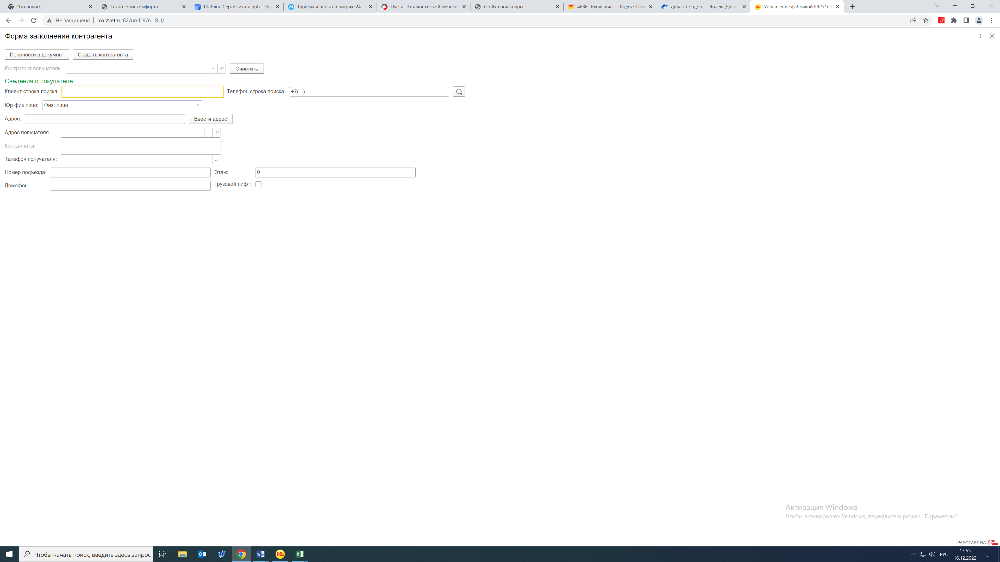 Что нового
Технология комфорта
Шаблон Сертификата.pptx - Ян
Тарифы и цены на Битрикс24 —
Пуфы - Каталог мягкой мебели
Стойка под ковры
4686 · Входящие — Яндекс Поч
Диван Лондон — Яндекс.Диск
Управление фабрикой ERP (1С:
Не защищено
mx.zvet.ru:82/umf_9/ru_RU/
Форма заполнения контрагента
Перенести в документ
Создать контрагента
Контрагент получатель:
Очистить
Сведения о покупателе
Клиент строка поиска:
Телефон строка поиска:
+7( ) - -
Юр физ лицо:
Физ. лицо
Адрес:
Ввести адрес
Адрес получателя:
...
Координаты:
Телефон получателя:
...
Номер подъезда:
Этаж:
0
Домофон:
Грузовой лифт:
Активация Windows
Чтобы активировать Windows, перейдите в раздел "Параметры".
РАБОТАЕТ НА 1С
Чтобы начать поиск, введите здесь запрос
РУС
17:53
16.12.2022